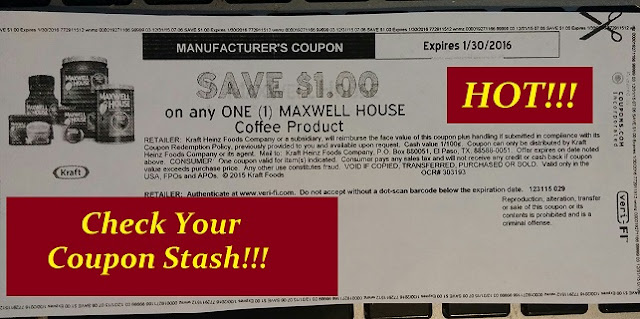 MANUFACTURER'S COUPON
Expires 1/30/2016
SAVE $1.00
on any ONE (1) MAXWELL HOUSE
Coffee Product
HOT!!!
MAXWELL
HOUSE
MAXWELL
HOUSE
Kraft
RETAILER: Kraft Heinz Foods Company or a subsidiary, will reimburse the face value of this coupon plus handling if submitted in compliance with its
Coupon Redemption Policy, previously provided to you and available upon request. Cash value 1/100¢. Coupon can only be distributed by Kraft
Heinz Foods Company or its agent. Mail to: Kraft Heinz Foods Company, P.O. Box 880051, El Paso, TX, 88588-0051. Offer expires on date noted
above. CONSUMER: One coupon valid for item(s) indicated. Consumer pays any sales tax and will not receive any credit or cash back if coupon
value exceeds purchase price. Any other use constitutes fraud. VOID IF COPIED, TRANSFERRED, PURCHASED OR SOLD. Valid only in the
USA, FPOs and APOs. © 2015 Kraft Foods
OCR# 303193
RETAILER: Authenticate at www.veri-fi.com. Do not accept without a dot-scan barcode below the expiration date. 123115 029
Reproduction, alteration, transfer
or sale of this coupon or its
contents is prohibited and is a
criminal offense.
COUPONS.COM
Incorporated
veri-fi
Check Your
Coupon Stash!!!